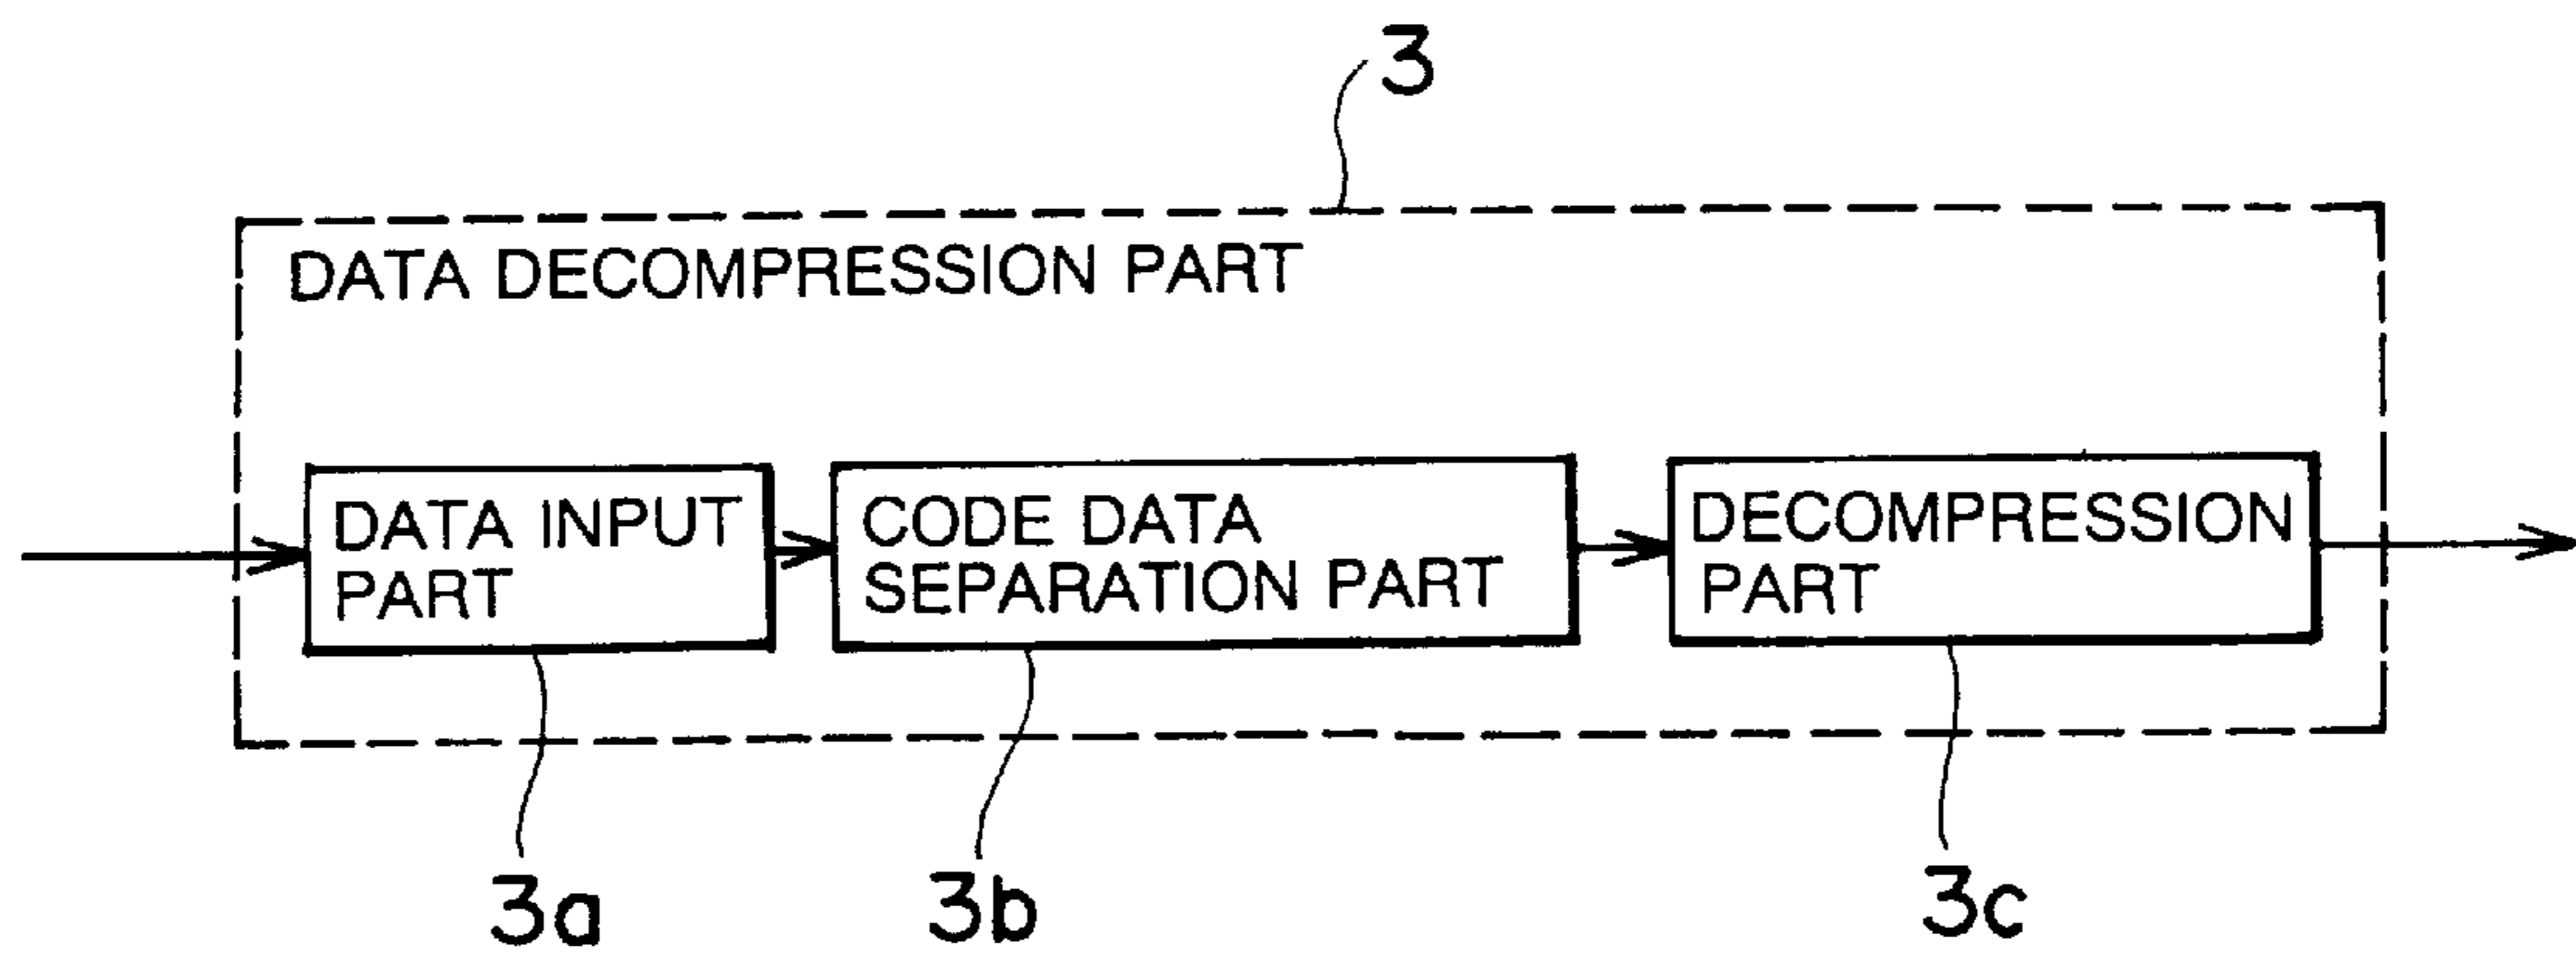 3
DATA DECOMPRESSION PART
DATA INPUT
PART
CODE DATA
SEPARATION PART
DECOMPRESSION
PART
3a
3b
3c